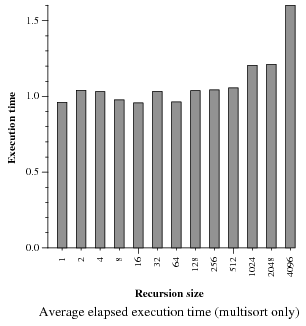 Execution time
1.5
1.0
0.5
0.0
1 2 4 8 16 32 64 128 256 512 1024 2048 4096
Recursion size
Average elapsed execution time (multisort only)